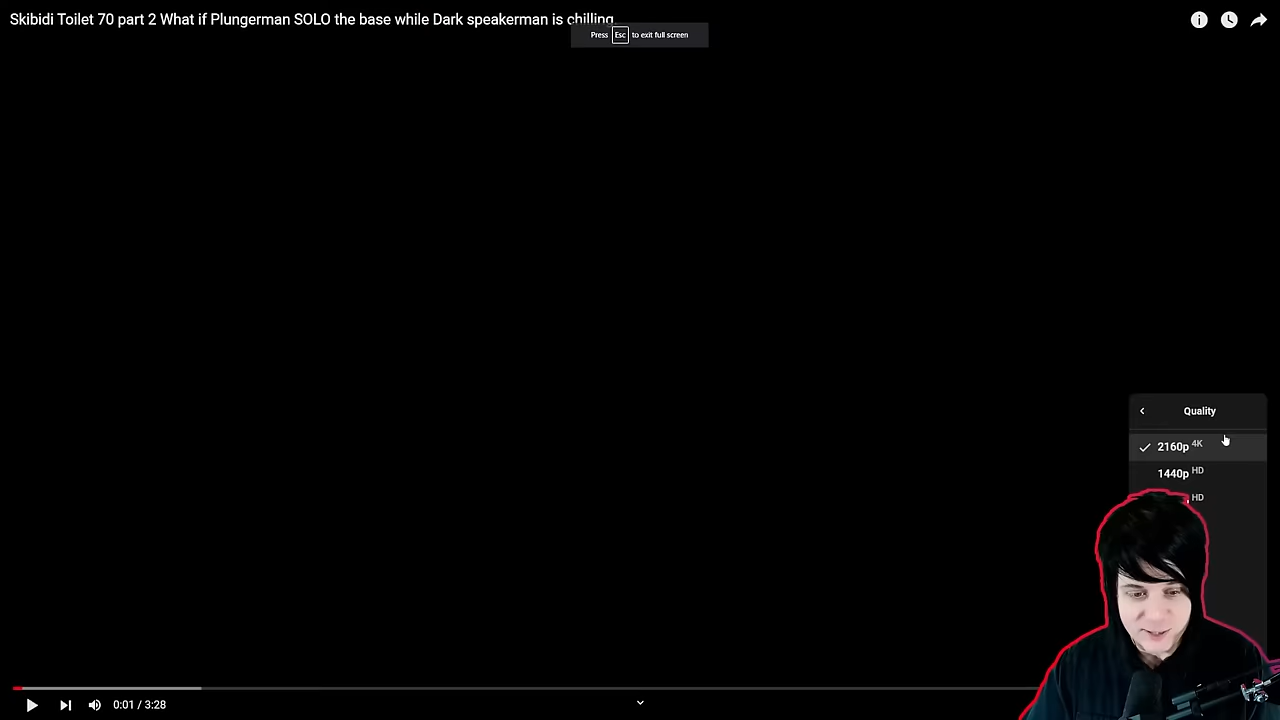 Skibidi Toilet 70 part 2 What if Plungerman SOLO the base while Dark speakerman is chilling
Press Esc to exit full screen
Quality
2160p 4K
1440p HD
HD
0:01 / 3:28